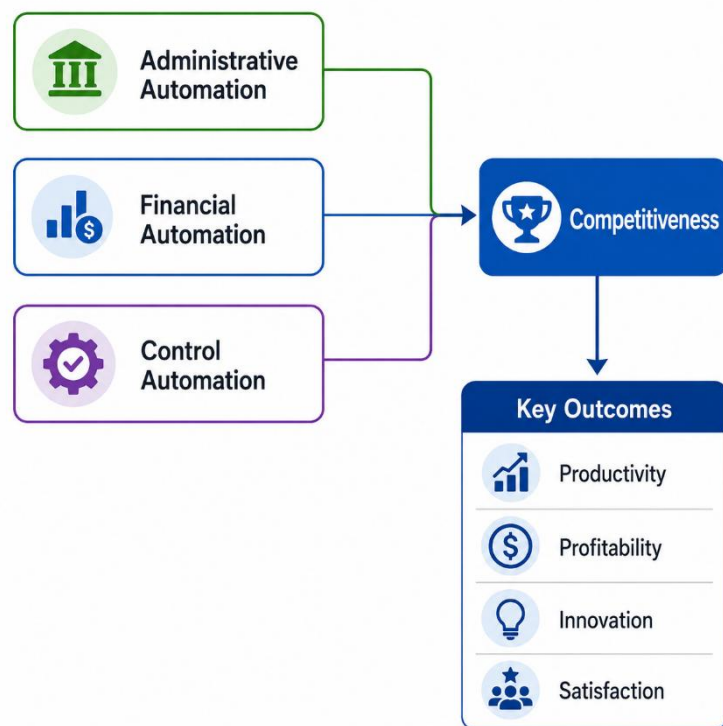 Administrative
Automation
Financial
Automation
Competitiveness
Control
Automation
Key Outcomes
Productivity
$
Profitability
Innovation
Satisfaction